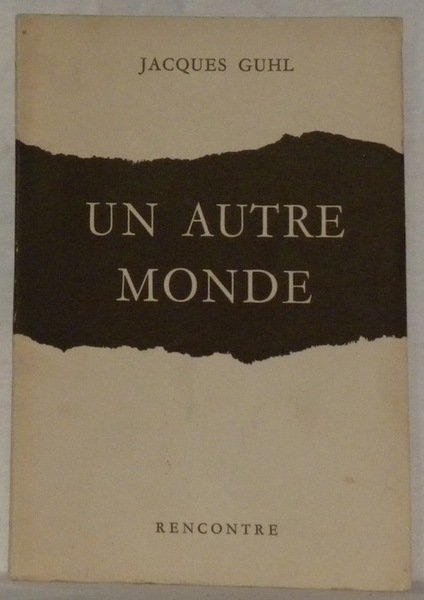 JACQUES GUHL
UN AUTRE
MONDE
RENCONTRE